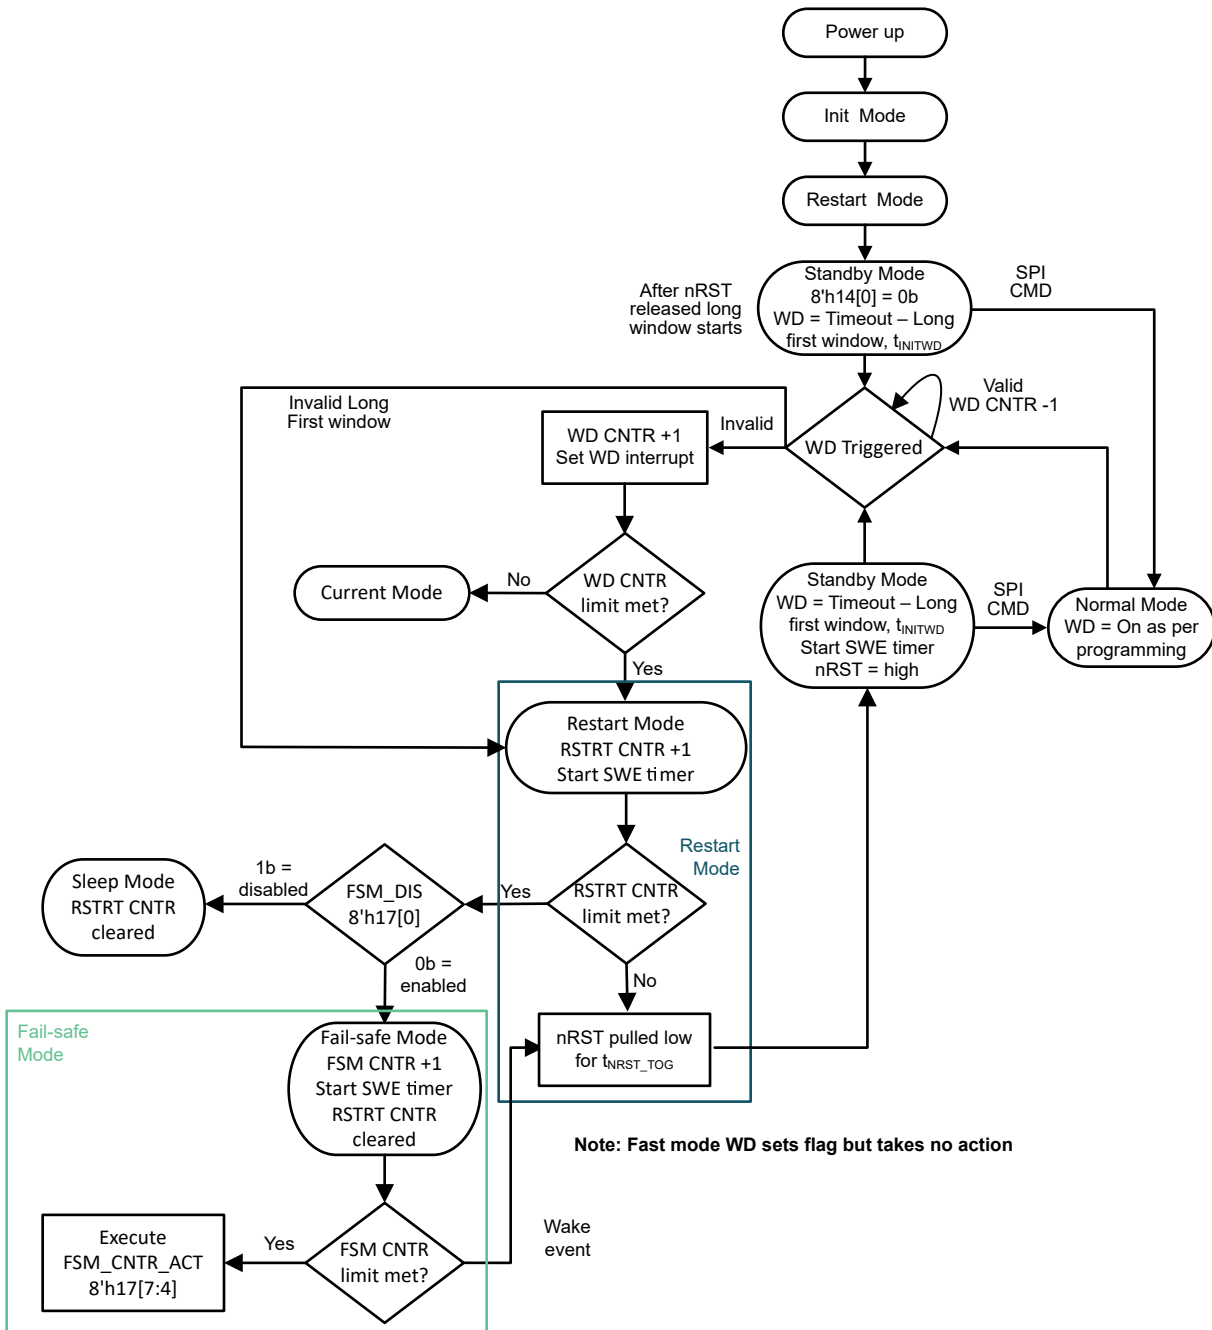 Power up
Init Mode
Restart Mode
Standby Mode
8'h14[0] = 0b
WD = Timeout – Long
first window, tINITWD
After nRST
released long
window starts
SPI
CMD
Invalid Long
First window
Valid
WD CNTR -1
Invalid
WD CNTR +1
Set WD interrupt
WD Triggered
Current Mode
No
WD CNTR
limit met?
Standby Mode
WD = Timeout – Long
first window, tINITWD
Start SWE timer
nRST = high
SPI
CMD
Normal Mode
WD = On as per
programming
Yes
Restart Mode
RSTRT CNTR +1
Start SWE timer
Restart
Mode
Sleep Mode
RSTRT CNTR
cleared
1b =
disabled
FSM_DIS
8'h17[0]
Yes
RSTRT CNTR
limit met?
0b =
enabled
No
Fail-safe
Mode
Fail-safe Mode
FSM CNTR +1
Start SWE timer
RSTRT CNTR
cleared
nRST pulled low
for tNRST_TOG
Note: Fast mode WD sets flag but takes no action
Execute
FSM_CNTR_ACT
8'h17[7:4]
Yes
FSM CNTR
limit met?
Wake
event